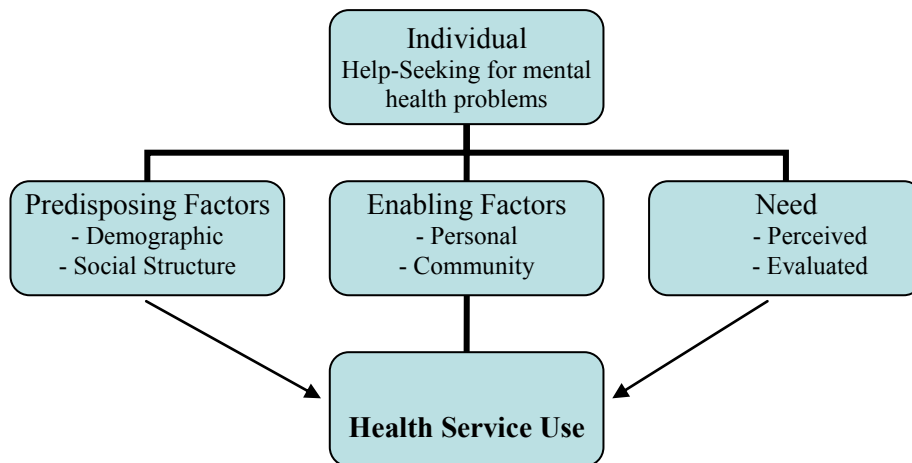 Individual
Help-Seeking for mental
health problems
Predisposing Factors
- Demographic
- Social Structure
Enabling Factors
- Personal
- Community
Need
- Perceived
- Evaluated
Health Service Use